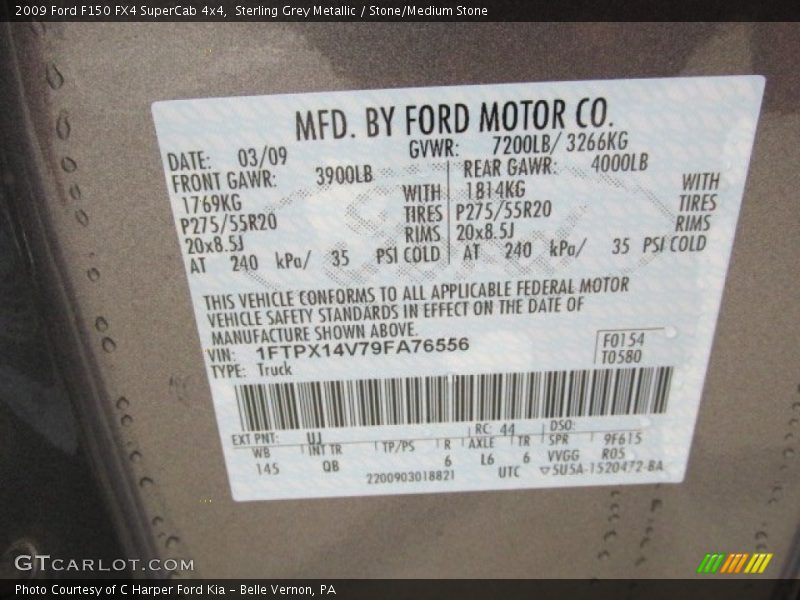 2009 Ford F150 FX4 SuperCab 4x4, Sterling Grey Metallic / Stone/Medium Stone
MFD. BY FORD MOTOR CO.
DATE: 03/09 GVWR: 7200LB/ 3266KG
FRONT GAWR: 3900LB REAR GAWR: 4000LB
1769KG WITH 1814KG WITH
P275/55R20 TIRES P275/55R20 TIRES
20x8.5J RIMS 20x8.5J RIMS
AT 240 kPa/ 35 PSI COLD AT 240 kPa/ 35 PSI COLD
THIS VEHICLE CONFORMS TO ALL APPLICABLE FEDERAL MOTOR
VEHICLE SAFETY STANDARDS IN EFFECT ON THE DATE OF
MANUFACTURE SHOWN ABOVE.
VIN: 1FTPX14V79FA76556 F0154
TYPE: Truck T0580
EXT PNT: UJ RC: 44 DSO:
WB INT TR TP/PS R AXLE TR SPR 9F615
145 QB 6 L6 6 VVGG R05
2200903018821 UTC ▽5U5A-1520472-BA
GTCARLOT.COM
Photo Courtesy of C Harper Ford Kia – Belle Vernon, PA